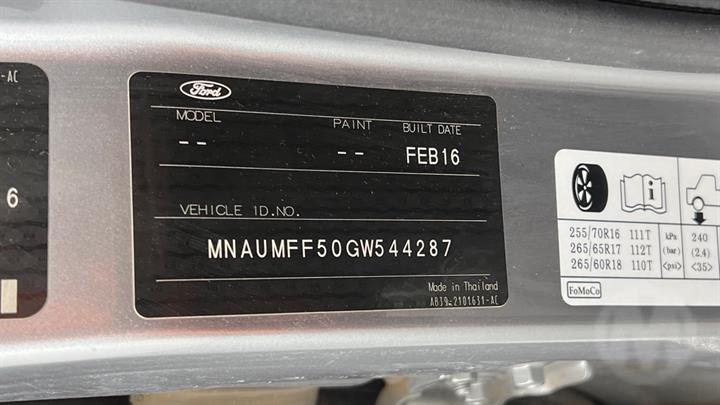 -AC
6
Ford
MODEL PAINT BUILT DATE
-- -- FEB16
VEHICLE ID.NO.
MNAUMFF50GW544287
Made in Thailand
AB39-2101631-AC
255/70R16 111T kPa 240
265/65R17 112T (bar) (2.4)
265/60R18 110T <psi> <35>
FoMoCo